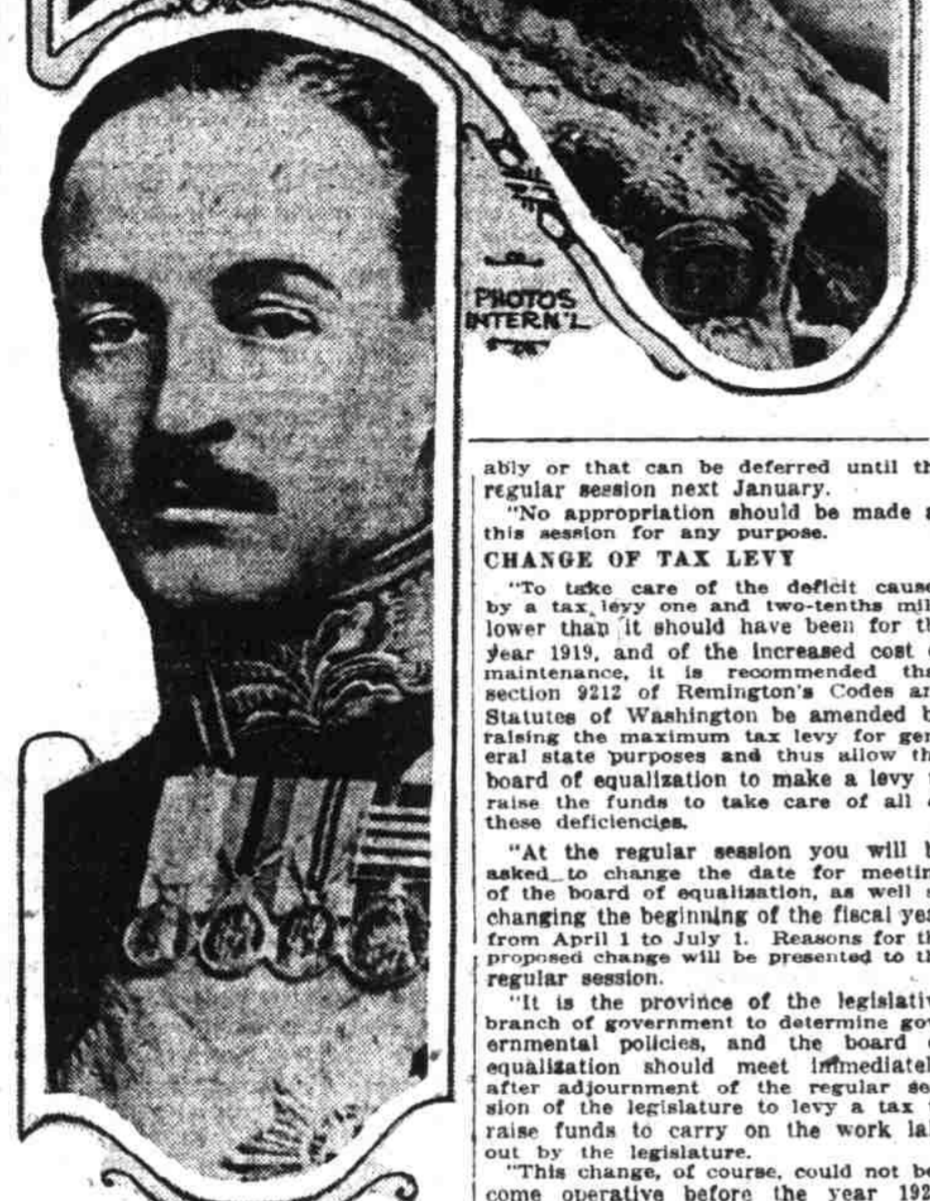 PHOTOS
INTERN'L
ably or that can be deferred until th
regular session next January.
"No appropriation should be made a
this session for any purpose.
CHANGE OF TAX LEVY
"To take care of the deficit cause
by a tax levy one and two-tenths mil
lower than it should have been for th
year 1919, and of the increased cost o
maintenance, it is recommended tha
section 9212 of Remington's Codes an
Statutes of Washington be amended b
raising the maximum tax levy for gen
eral state purposes and thus allow th
board of equalization to make a levy t
raise the funds to take care of all o
these deficiencies.
"At the regular session you will b
asked to change the date for meetin
of the board of equalization, as well a
changing the beginning of the fiscal yea
from April 1 to July 1. Reasons for th
proposed change will be presented to th
regular session.
"It is the province of the legislativ
branch of government to determine gov
ernmental policies, and the board o
equalization should meet immediatel
after adjournment of the regular ses
sion of the legislature to levy a tax t
raise funds to carry on the work lai
out by the legislature.
"This change, of course, could not be
come operative before the year 192